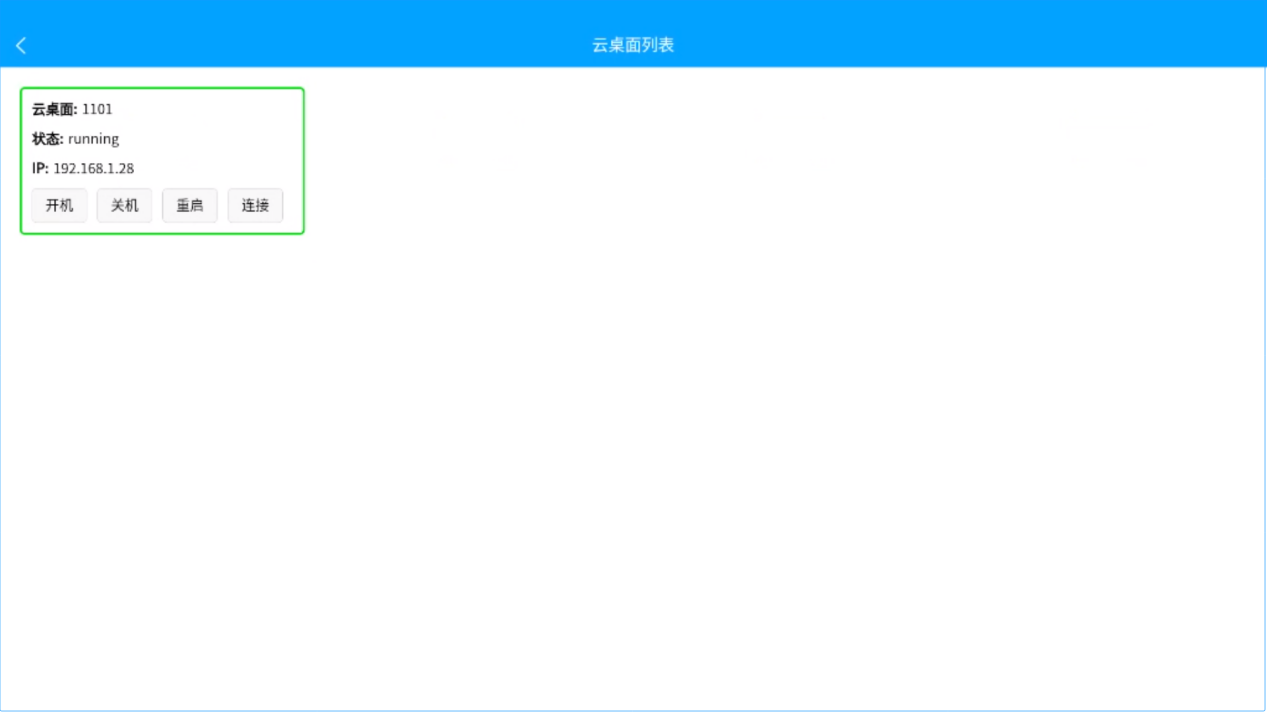 云桌面列表
云桌面: 1101
状态: running
IP: 192.168.1.28
开机 关机 重启 连接